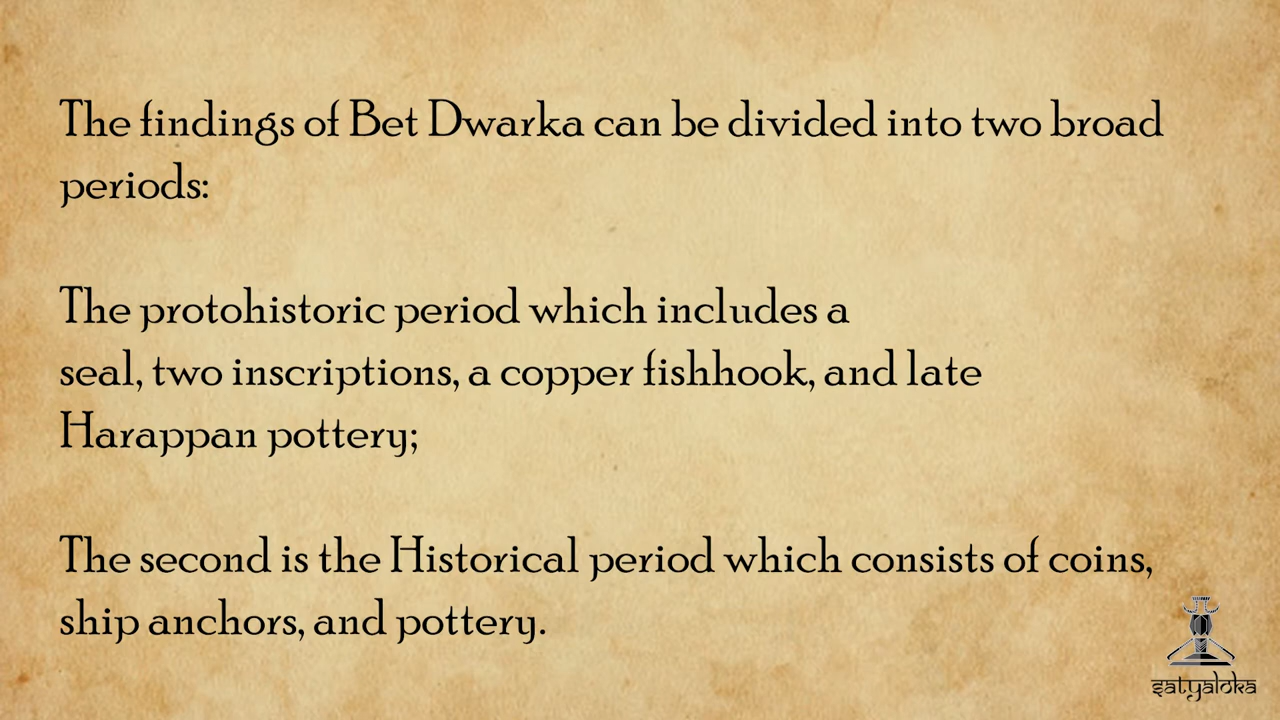 The findings of Bet Dwarka can be divided into two broad
periods:
The protohistoric period which includes a
seal, two inscriptions, a copper fishhook, and late
Harappan pottery;
The second is the Historical period which consists of coins,
ship anchors, and pottery.
satyaloka